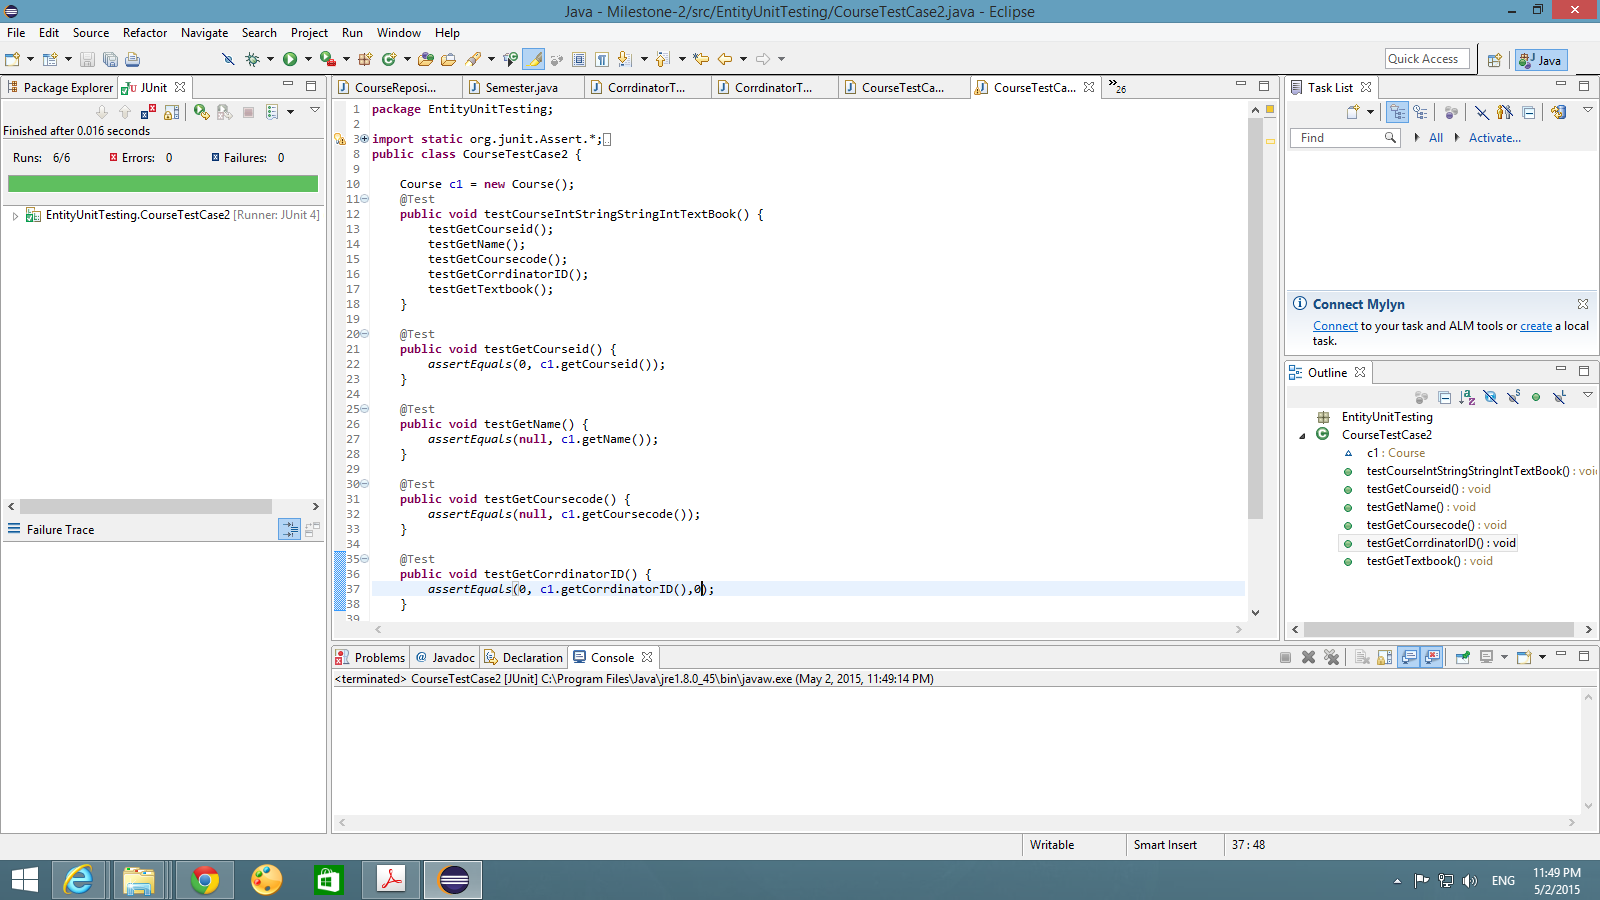 Java - Milestone-2/src/EntityUnitTesting/CourseTestCase2.java - Eclipse
File Edit Source Refactor Navigate Search Project Run Window Help
Quick Access
Java
Package Explorer
JUnit
Finished after 0.016 seconds
Runs: 6/6 Errors: 0 Failures: 0
EntityUnitTesting.CourseTestCase2 [Runner: JUnit 4]
Failure Trace
CourseReposi... Semester.java CorrdinatorT... CorrdinatorT... CourseTestCa... CourseTestCa... »26
1 package EntityUnitTesting;
2
3 import static org.junit.Assert.*;
8 public class CourseTestCase2 {
9
10 Course c1 = new Course();
11 @Test
12 public void testCourseIntStringStringIntTextBook() {
13 testGetCourseid();
14 testGetName();
15 testGetCoursecode();
16 testGetCorrdinatorID();
17 testGetTextbook();
18 }
19
20 @Test
21 public void testGetCourseid() {
22 assertEquals(0, c1.getCourseid());
23 }
24
25 @Test
26 public void testGetName() {
27 assertEquals(null, c1.getName());
28 }
29
30 @Test
31 public void testGetCoursecode() {
32 assertEquals(null, c1.getCoursecode());
33 }
34
35 @Test
36 public void testGetCorrdinatorID() {
37 assertEquals(0, c1.getCorrdinatorID(),0);
38 }
39
Task List
Find
All
Activate...
Connect Mylyn
Connect to your task and ALM tools or create a local
task.
Outline
EntityUnitTesting
CourseTestCase2
c1 : Course
testCourseIntStringStringIntTextBook() : voi
testGetCourseid() : void
testGetName() : void
testGetCoursecode() : void
testGetCorrdinatorID() : void
testGetTextbook() : void
Problems @ Javadoc Declaration Console
<terminated> CourseTestCase2 [JUnit] C:\Program Files\Java\jre1.8.0_45\bin\javaw.exe (May 2, 2015, 11:49:14 PM)
Writable Smart Insert 37 : 48
ENG
11:49 PM
5/2/2015